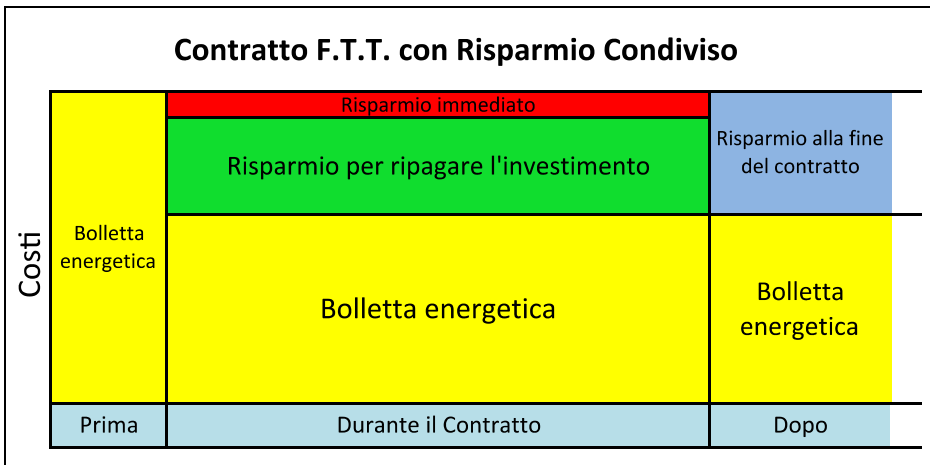 Contratto F.T.T. con Risparmio Condiviso
Costi
Bolletta
energetica
Risparmio immediato
Risparmio per ripagare l'investimento
Bolletta energetica
Risparmio alla fine
del contratto
Bolletta
energetica
Prima
Durante il Contratto
Dopo